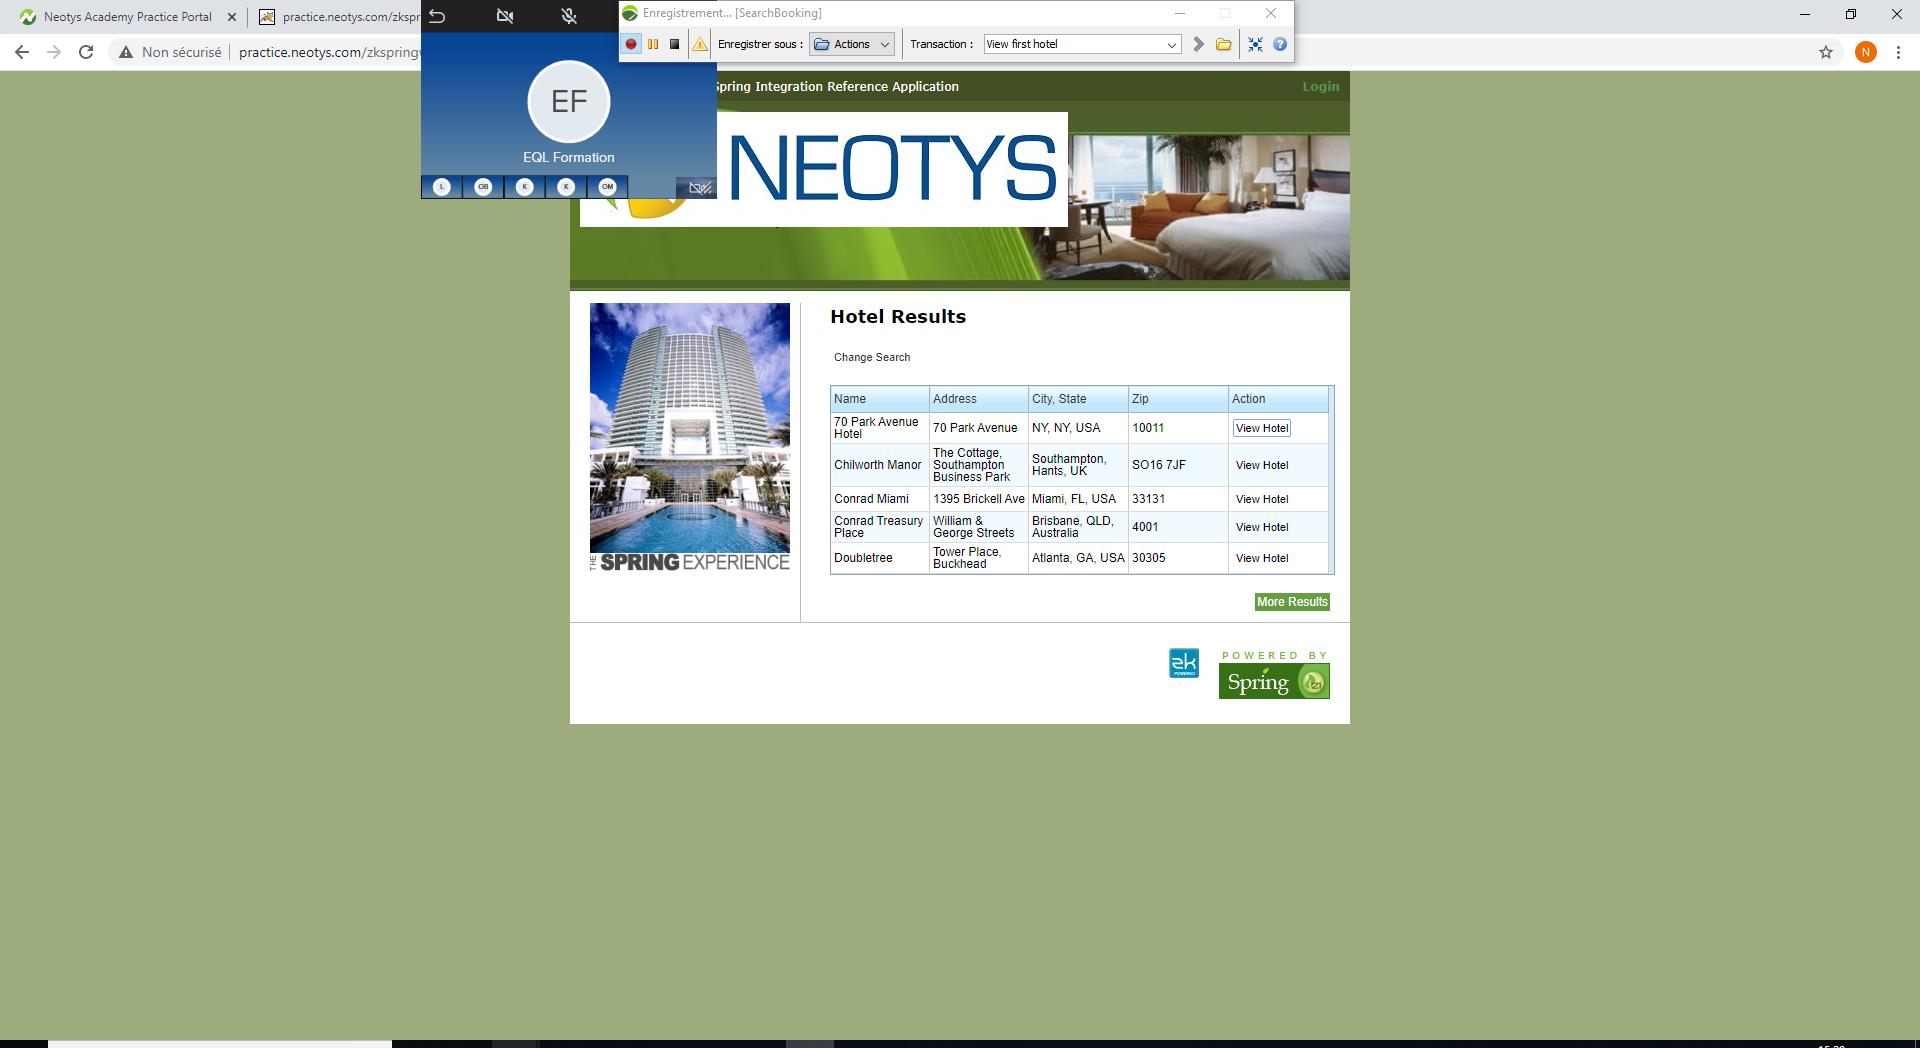 Neotys Academy Practice Portal
practice.neotys.com/zkspr
Enregistrement... [SearchBooking]
Enregistrer sous :
Actions
Transaction :
View first hotel
Non sécurisé
practice.neotys.com/zkspring
N
EF
EQL Formation
L
OB
K
K
OM
Spring Integration Reference Application
Login
NEOTYS
THE SPRING EXPERIENCE
Hotel Results
Change Search
Name Address City, State Zip Action
70 Park Avenue Hotel 70 Park Avenue NY, NY, USA 10011 View Hotel
Chilworth Manor The Cottage, Southampton Business Park Southampton, Hants, UK SO16 7JF View Hotel
Conrad Miami 1395 Brickell Ave Miami, FL, USA 33131 View Hotel
Conrad Treasury Place William & George Streets Brisbane, QLD, Australia 4001 View Hotel
Doubletree Tower Place, Buckhead Atlanta, GA, USA 30305 View Hotel
More Results
zk
POWERED
POWERED BY
Spring